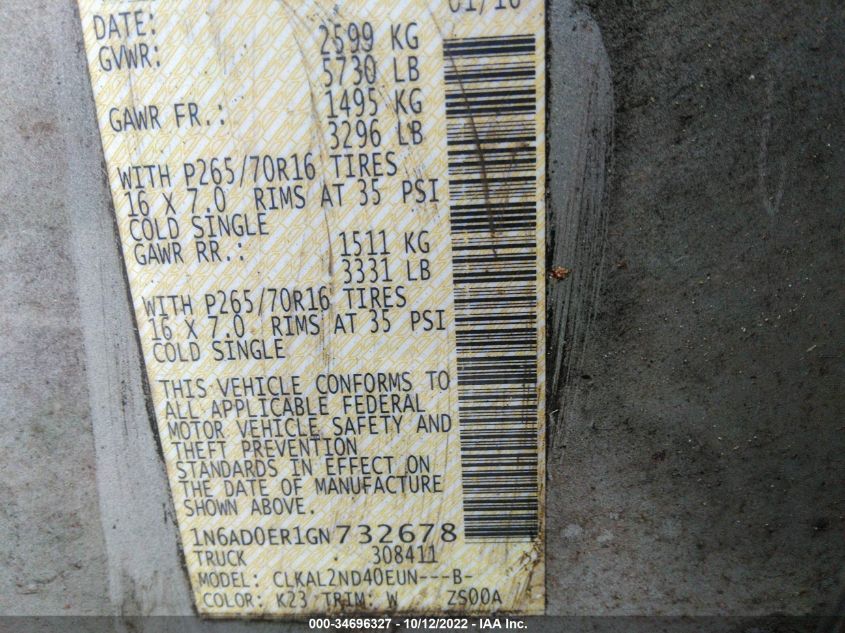 DATE: 01/16
GVWR: 2599 KG
5730 LB
GAWR FR.: 1495 KG
3296 LB
WITH P265/70R16 TIRES
16 X 7.0 RIMS AT 35 PSI
COLD SINGLE
GAWR RR.: 1511 KG
3331 LB
WITH P265/70R16 TIRES
16 X 7.0 RIMS AT 35 PSI
COLD SINGLE
THIS VEHICLE CONFORMS TO
ALL APPLICABLE FEDERAL
MOTOR VEHICLE SAFETY AND
THEFT PREVENTION
STANDARDS IN EFFECT ON
THE DATE OF MANUFACTURE
SHOWN ABOVE.
1N6AD0ER1GN732678
TRUCK 308411
MODEL: CLKAL2ND40EUN---B-
COLOR: K23 TRIM: W ZS00A
000-34696327 - 10/12/2022 - IAA Inc.